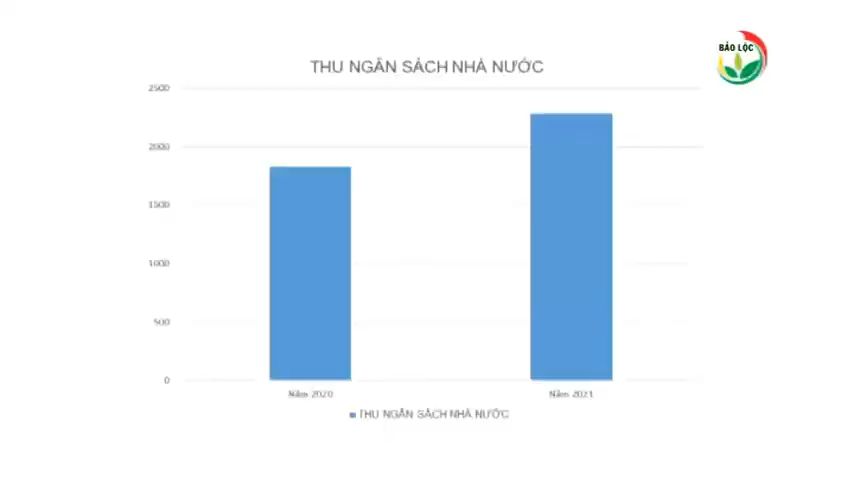 BẢO LỘC
THU NGÂN SÁCH NHÀ NƯỚC
2500
2000
1500
1000
500
0
Năm 2020
Năm 2021
THU NGÂN SÁCH NHÀ NƯỚC